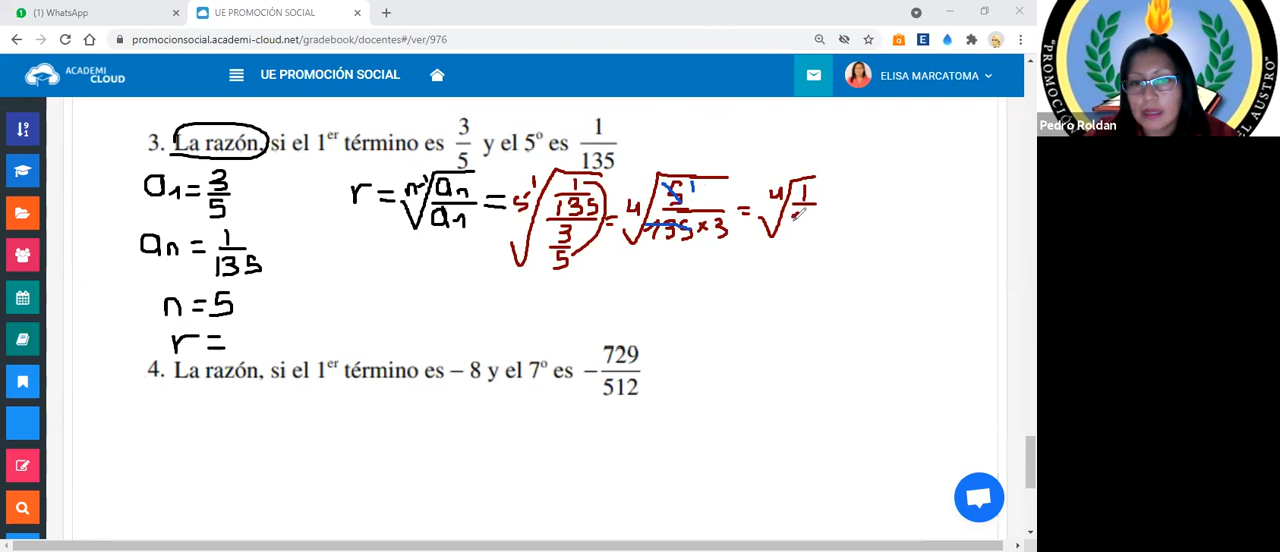 (1) WhatsApp
UE PROMOCIÓN SOCIAL
promocionsocial.academi-cloud.net/gradebook/docentes#/ver/976
ACADEMI CLOUD
UE PROMOCIÓN SOCIAL
ELISA MARCATOMA
Pedro Roldan
3. La razón, si el 1er término es 3/5 y el 5º es 1/135
a1 = 3/5
r = n-1√(an/a1) = 5-1√((1/135)/(3/5)) = 4√(5 1/(135 × 3)) = 4√(1/
an = 1/135
n = 5
r =
4. La razón, si el 1er término es – 8 y el 7º es – 729/512